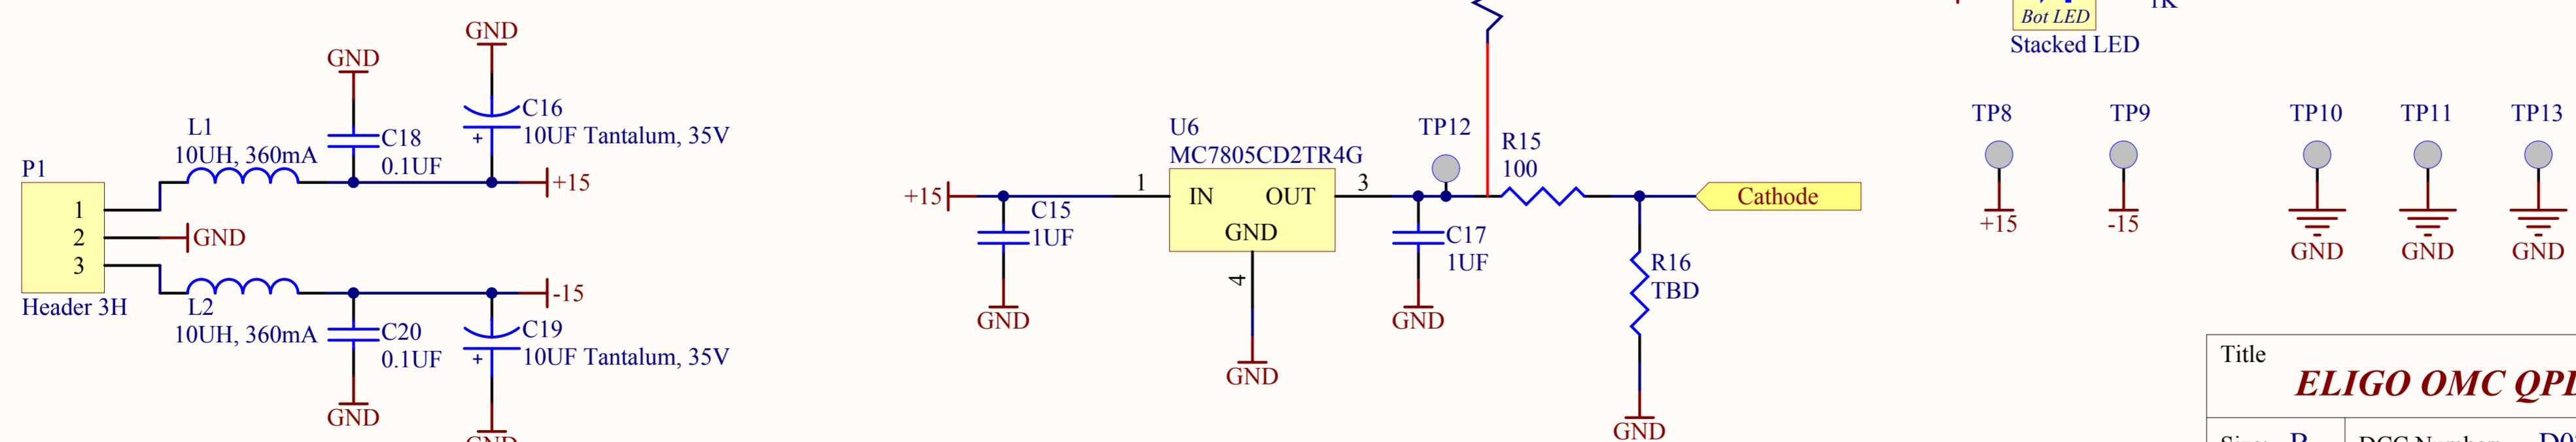 GND
GND
C16
10UF Tantalum, 35V
+
C18
0.1UF
L1
10UH, 360mA
P1
+15
1
2
3
GND
Header 3H
-15
L2
10UH, 360mA
C20
0.1UF
C19
10UF Tantalum, 35V
+
GND
GND
+15
C15
1UF
GND
U6
MC7805CD2TR4G
1
IN
OUT
GND
3
4
GND
TP12
C17
1UF
GND
R15
100
Cathode
R16
TBD
GND
Bot LED
1K
Stacked LED
TP8
TP9
TP10
TP11
TP13
+15
-15
GND
GND
GND
Title
ELIGO OMC QPD
B